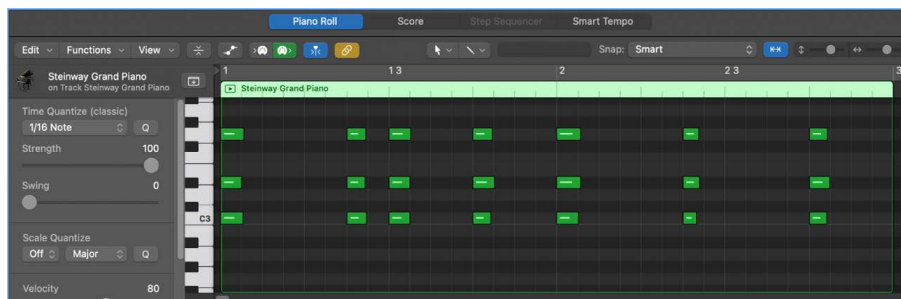 Piano Roll Score Step Sequencer Smart Tempo
Edit Functions View Snap: Smart
Steinway Grand Piano
on Track Steinway Grand Piano
1 1 3 2 2 3 3
Steinway Grand Piano
Time Quantize (classic)
1/16 Note Q
Strength 100
Swing 0
C3
Scale Quantize
Off Major Q
Velocity 80